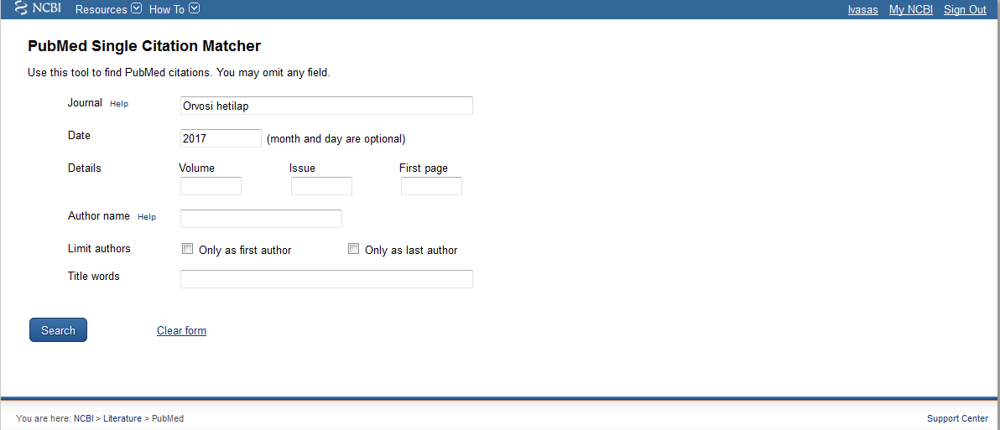 NCBI Resources How To lvasas My NCBI Sign Out
PubMed Single Citation Matcher
Use this tool to find PubMed citations. You may omit any field.
Journal Help Orvosi hetilap
Date 2017 (month and day are optional)
Details Volume Issue First page
Author name Help
Limit authors Only as first author Only as last author
Title words
Search Clear form
You are here: NCBI > Literature > PubMed Support Center